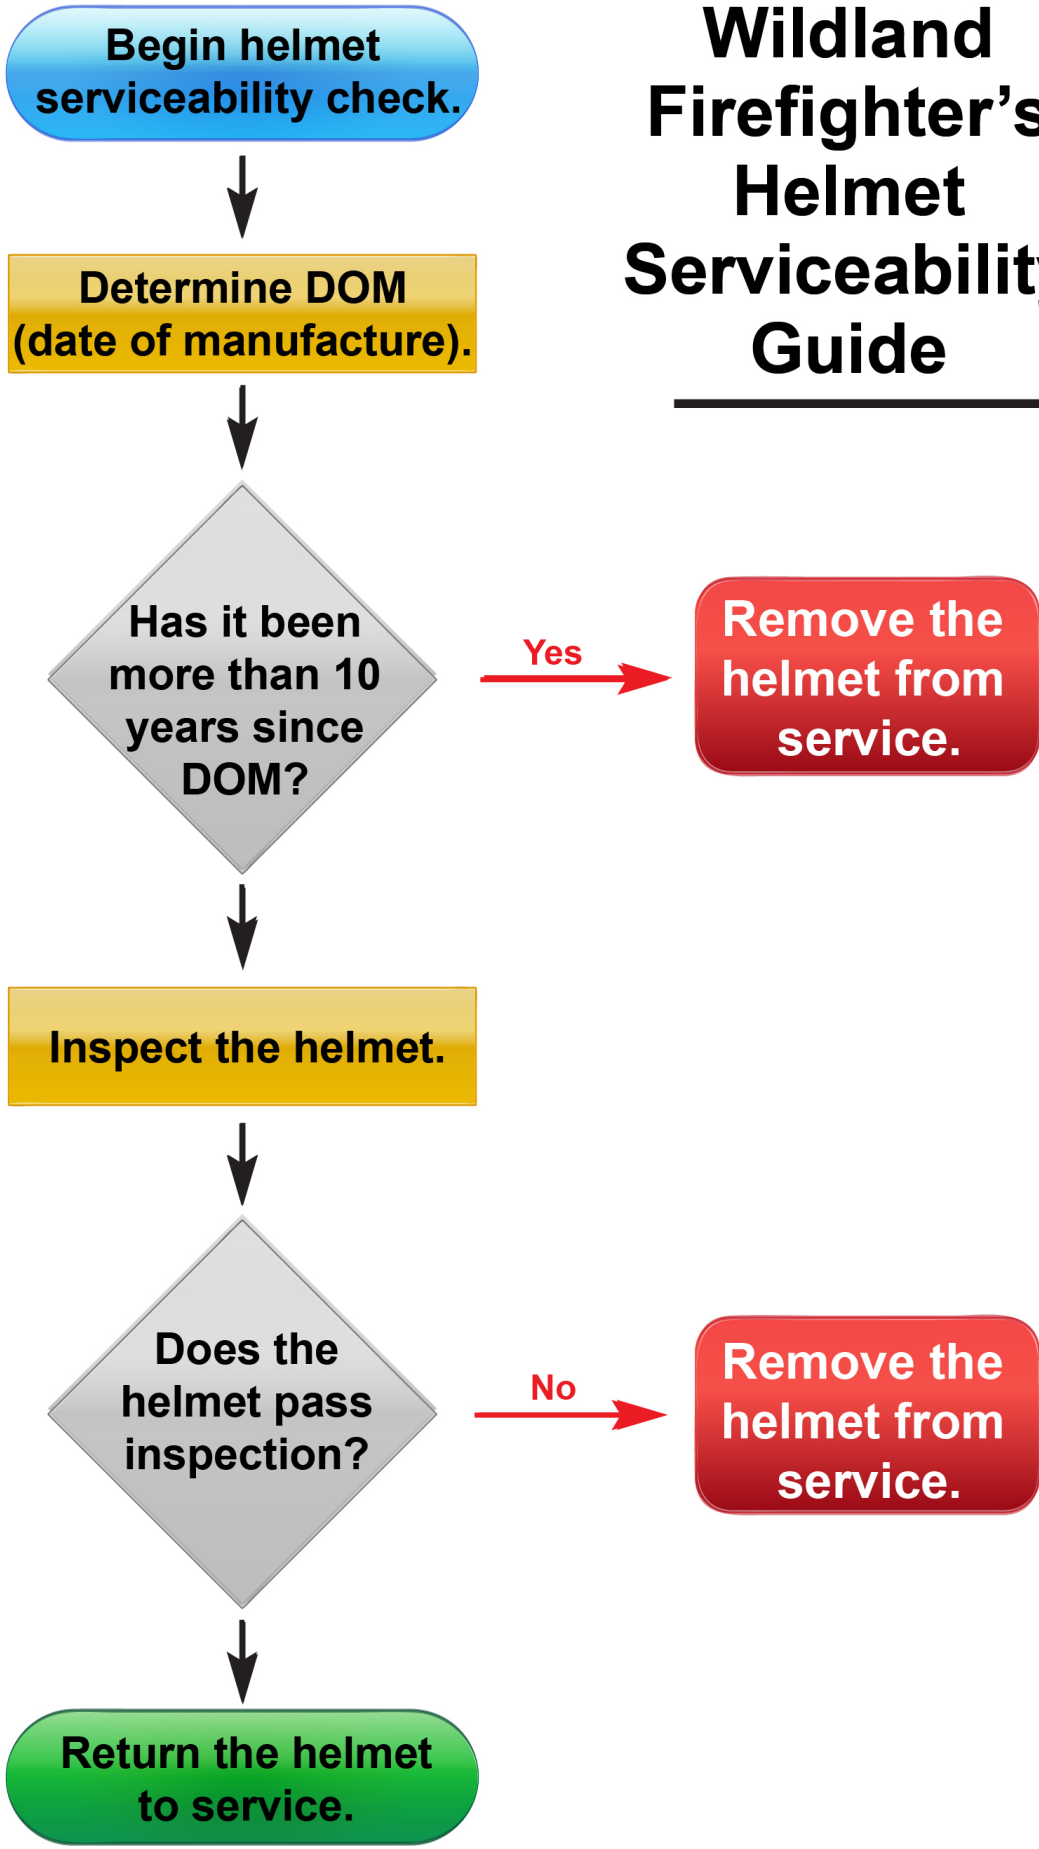 Wildland
Firefighter’s
Helmet
Serviceability
Guide
Begin helmet
serviceability check.
Determine DOM
(date of manufacture).
Has it been
more than 10
years since
DOM?
Yes
Remove the
helmet from
service.
Inspect the helmet.
Does the
helmet pass
inspection?
No
Remove the
helmet from
service.
Return the helmet
to service.